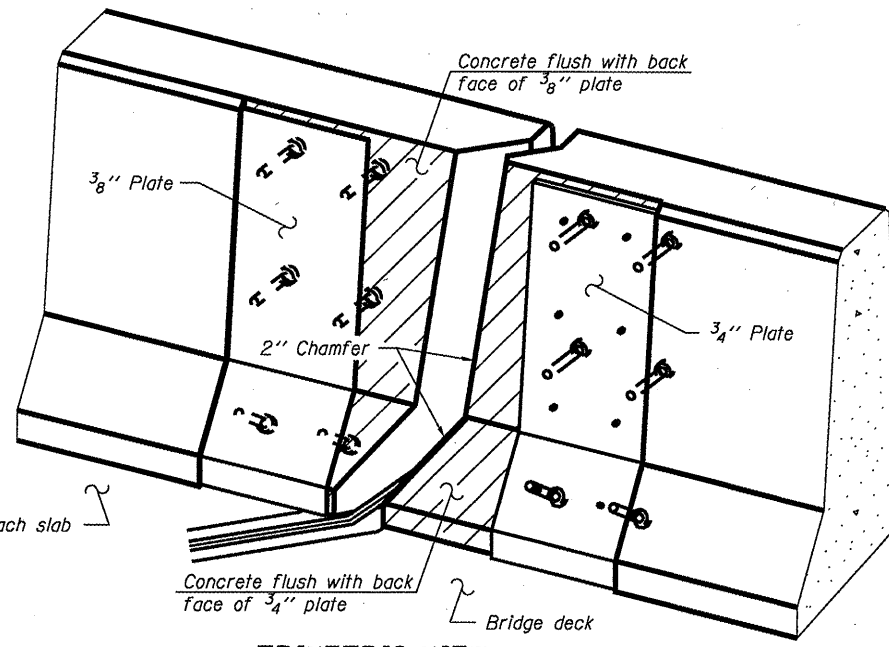 Concrete flush with back
face of 3/8" plate
3/8" Plate
3/4" Plate
2" Chamfer
slab
Concrete flush with back
face of 3/4" plate
Bridge deck